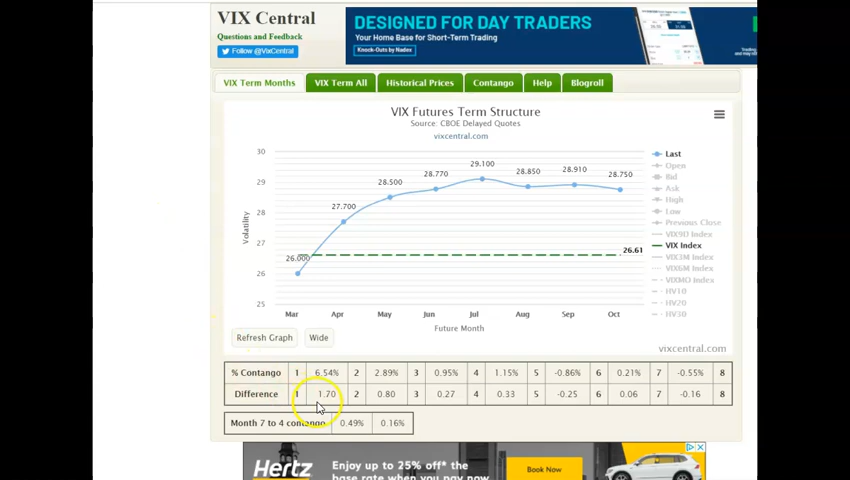 VIX Central
Questions and Feedback
Follow @VixCentral
DESIGNED FOR DAY TRADERS
Your Home Base for Short-Term Trading
Knock-Outs by Nadex
VIX Term Months
VIX Term All
Historical Prices
Contango
Help
Blogroll
VIX Futures Term Structure
Source: CBOE Delayed Quotes
vixcentral.com
30
29
28
27
26
25
Volatility
26.000
27.700
28.500
28.770
29.100
28.850
28.910
28.750
26.61
Mar Apr May Jun Jul Aug Sep Oct
Future Month
Last
Open
Bid
Ask
High
Low
Previous Close
VIX9D Index
VIX Index
VIX3M Index
VIX6M Index
VXMO Index
HV10
HV20
HV30
Refresh Graph
Wide
vixcentral.com
% Contango 1 6.54% 2 2.89% 3 0.95% 4 1.15% 5 -0.86% 6 0.21% 7 -0.55% 8
Difference 1 1.70 2 0.80 3 0.27 4 0.33 5 -0.25 6 0.06 7 -0.16 8
Month 7 to 4 contango 0.49% 0.16%
Hertz
Enjoy up to 25% off* the
base rate when you pay now
Book Now